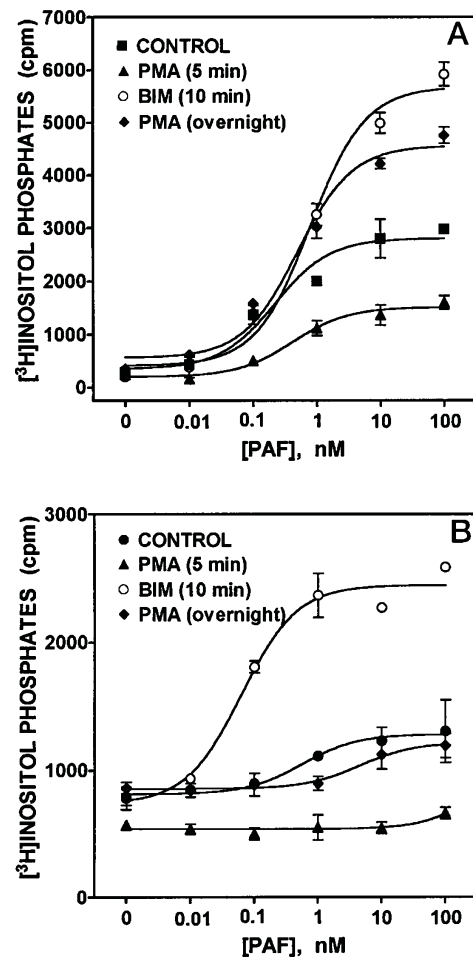 A
CONTROL
PMA (5 min)
BIM (10 min)
PMA (overnight)
[³H]INOSITOL PHOSPHATES (cpm)
7000
6000
5000
4000
3000
2000
1000
0
0 0.01 0.1 1 10 100
[PAF], nM
B
CONTROL
PMA (5 min)
BIM (10 min)
PMA (overnight)
[³H]INOSITOL PHOSPHATES (cpm)
3000
2000
1000
0
0 0.01 0.1 1 10 100
[PAF], nM